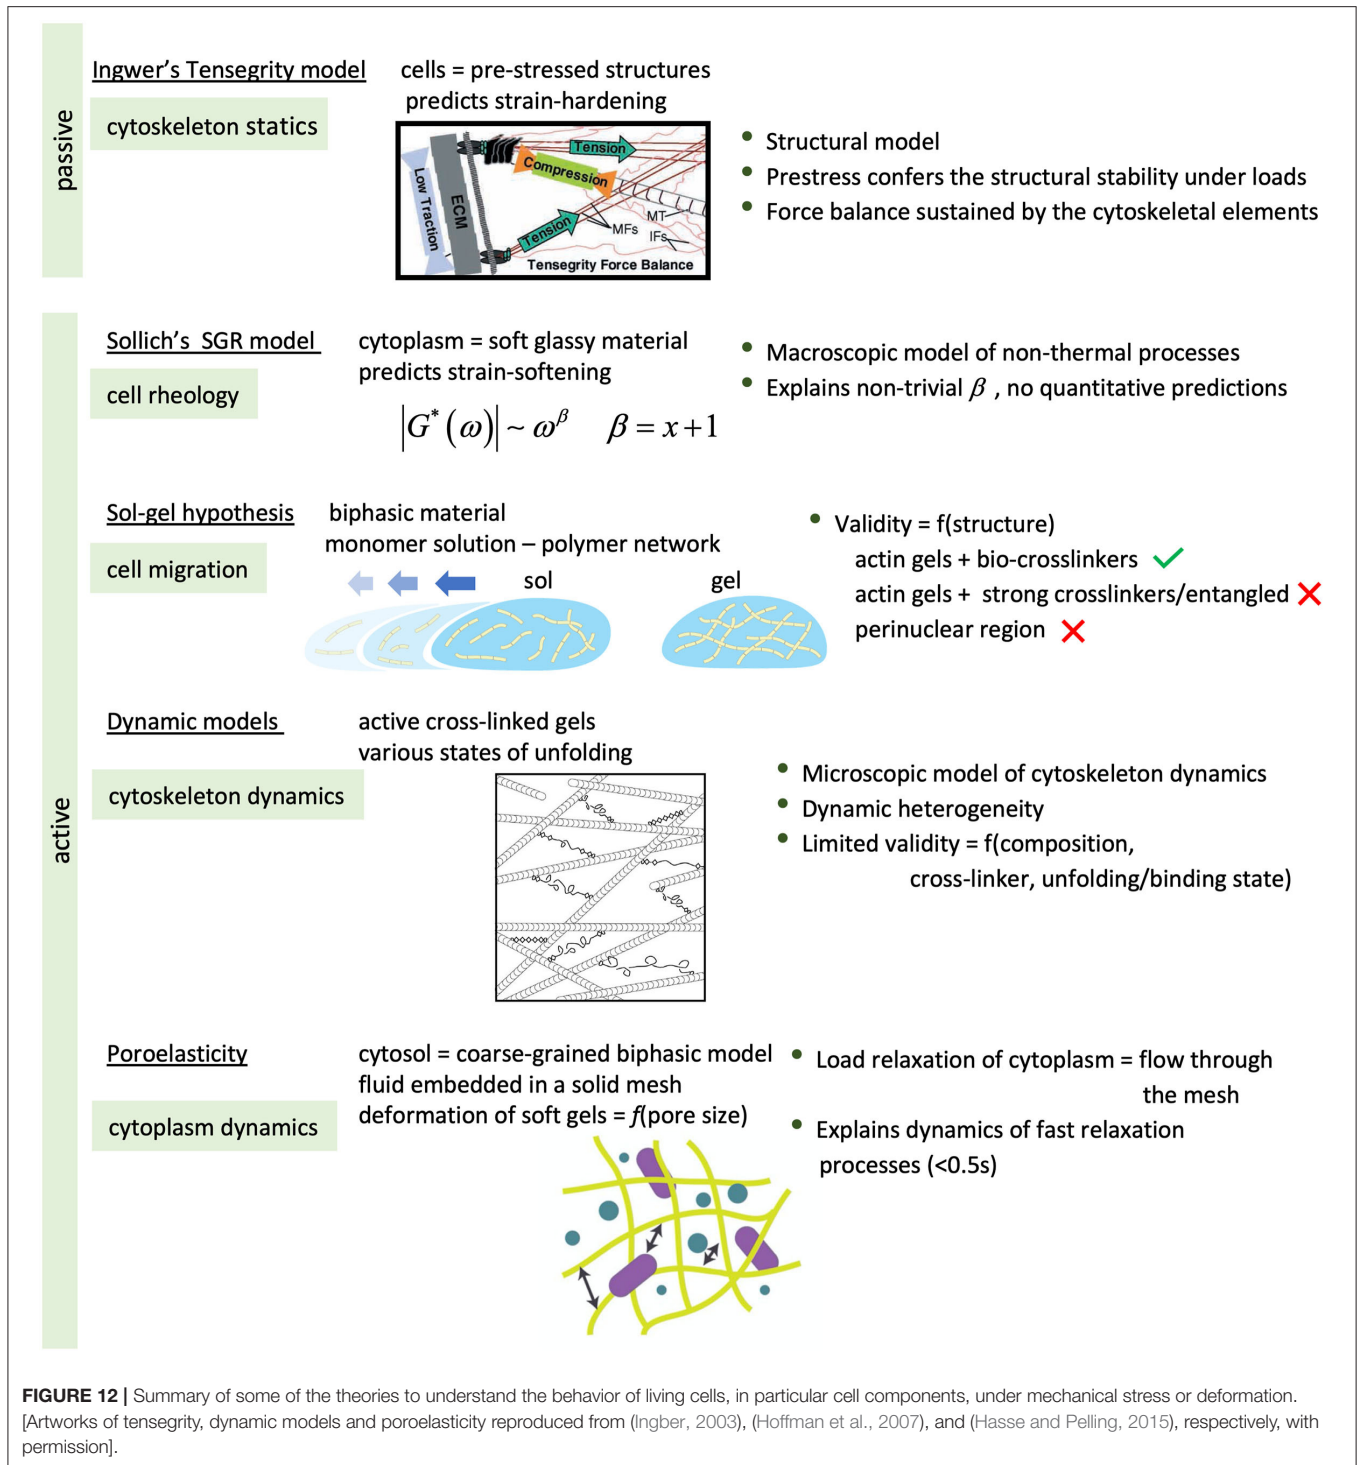 passive
Ingwer's Tensegrity model
cytoskeleton statics
cells = pre-stressed structures
predicts strain-hardening
Low Traction
ECM
Tension
Compression
Tension
MT
MFs
IFs
Tensegrity Force Balance
• Structural model
• Prestress confers the structural stability under loads
• Force balance sustained by the cytoskeletal elements
active
Sollich's SGR model
cell rheology
cytoplasm = soft glassy material
predicts strain-softening
|G*(ω)| ~ ω^β β = x+1
• Macroscopic model of non-thermal processes
• Explains non-trivial β , no quantitative predictions
Sol-gel hypothesis
cell migration
biphasic material
monomer solution – polymer network
sol gel
• Validity = f(structure)
actin gels + bio-crosslinkers ✓
actin gels + strong crosslinkers/entangled ✕
perinuclear region ✕
Dynamic models
cytoskeleton dynamics
active cross-linked gels
various states of unfolding
• Microscopic model of cytoskeleton dynamics
• Dynamic heterogeneity
• Limited validity = f(composition,
cross-linker, unfolding/binding state)
Poroelasticity
cytoplasm dynamics
cytosol = coarse-grained biphasic model
fluid embedded in a solid mesh
deformation of soft gels = f(pore size)
• Load relaxation of cytoplasm = flow through
the mesh
• Explains dynamics of fast relaxation
processes (<0.5s)
FIGURE 12 | Summary of some of the theories to understand the behavior of living cells, in particular cell components, under mechanical stress or deformation.
[Artworks of tensegrity, dynamic models and poroelasticity reproduced from (Ingber, 2003), (Hoffman et al., 2007), and (Hasse and Pelling, 2015), respectively, with
permission].